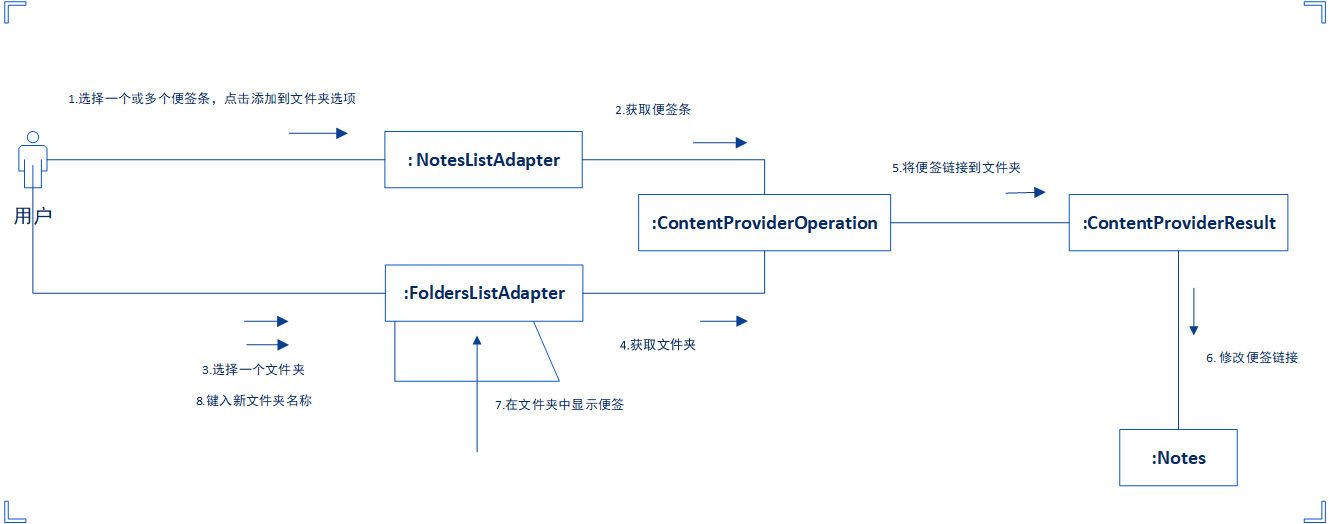 1.选择一个或多个便签条，点击添加到文件夹选项
2.获取便签条
: NotesListAdapter
5.将便签链接到文件夹
用户
:ContentProviderOperation
:ContentProviderResult
:FoldersListAdapter
4.获取文件夹
6. 修改便签链接
3.选择一个文件夹
8.键入新文件夹名称
7.在文件夹中显示便签
:Notes